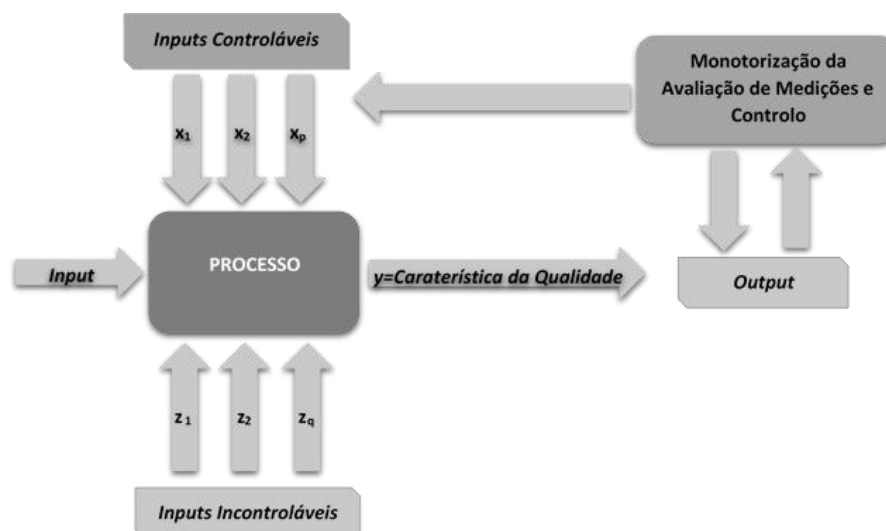 Inputs Controláveis
Monotorização da
Avaliação de Medições e
Controlo
x1
x2
xp
PROCESSO
Input
y=Caraterística da Qualidade
Output
z1
z2
zq
Inputs Incontroláveis